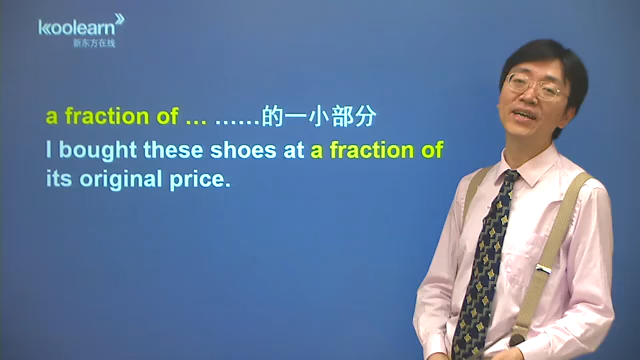 koolearn
新东方在线
a fraction of … ……的一小部分
I bought these shoes at a fraction of
its original price.